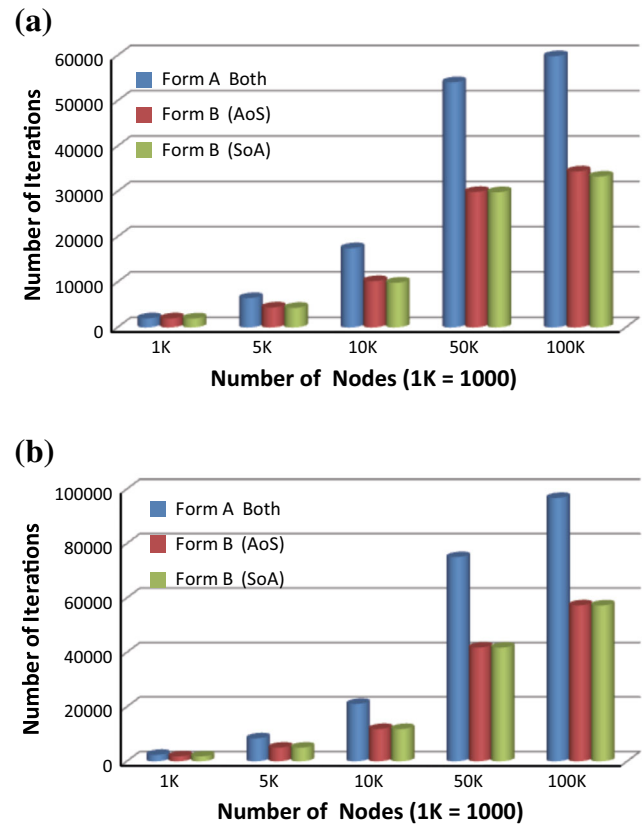 (a)
60000
50000
40000
30000
20000
10000
0
Number of Iterations
Form A Both
Form B (AoS)
Form B (SoA)
1K 5K 10K 50K 100K
Number of Nodes (1K = 1000)
(b)
100000
80000
60000
40000
20000
0
Number of Iterations
Form A Both
Form B (AoS)
Form B (SoA)
1K 5K 10K 50K 100K
Number of Nodes (1K = 1000)